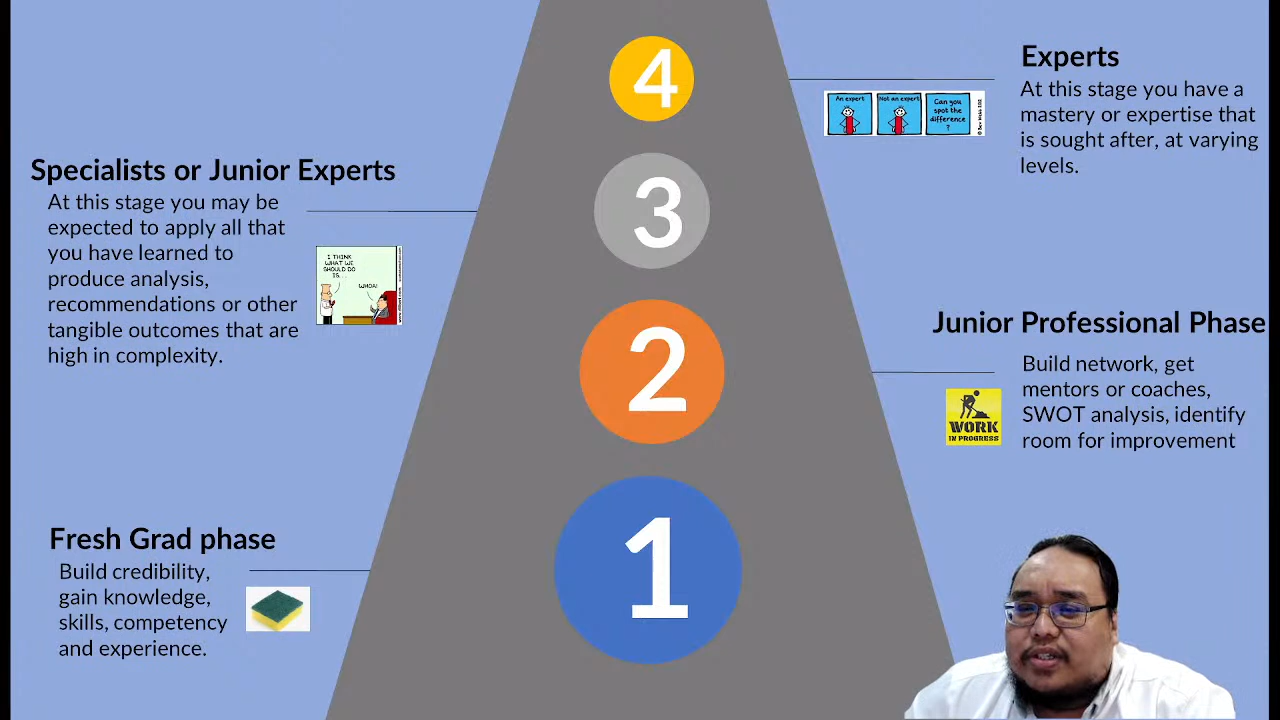 4
Experts
At this stage you have a
mastery or expertise that
is sought after, at varying
levels.
An expert
Not an expert
Can you
spot the
difference
?
3
Specialists or Junior Experts
At this stage you may be
expected to apply all that
you have learned to
produce analysis,
recommendations or other
tangible outcomes that are
high in complexity.
I THINK
WHAT WE
SHOULD DO
IS...
WHOA!
2
Junior Professional Phase
Build network, get
mentors or coaches,
SWOT analysis, identify
room for improvement
WORK
IN PROGRESS
1
Fresh Grad phase
Build credibility,
gain knowledge,
skills, competency
and experience.